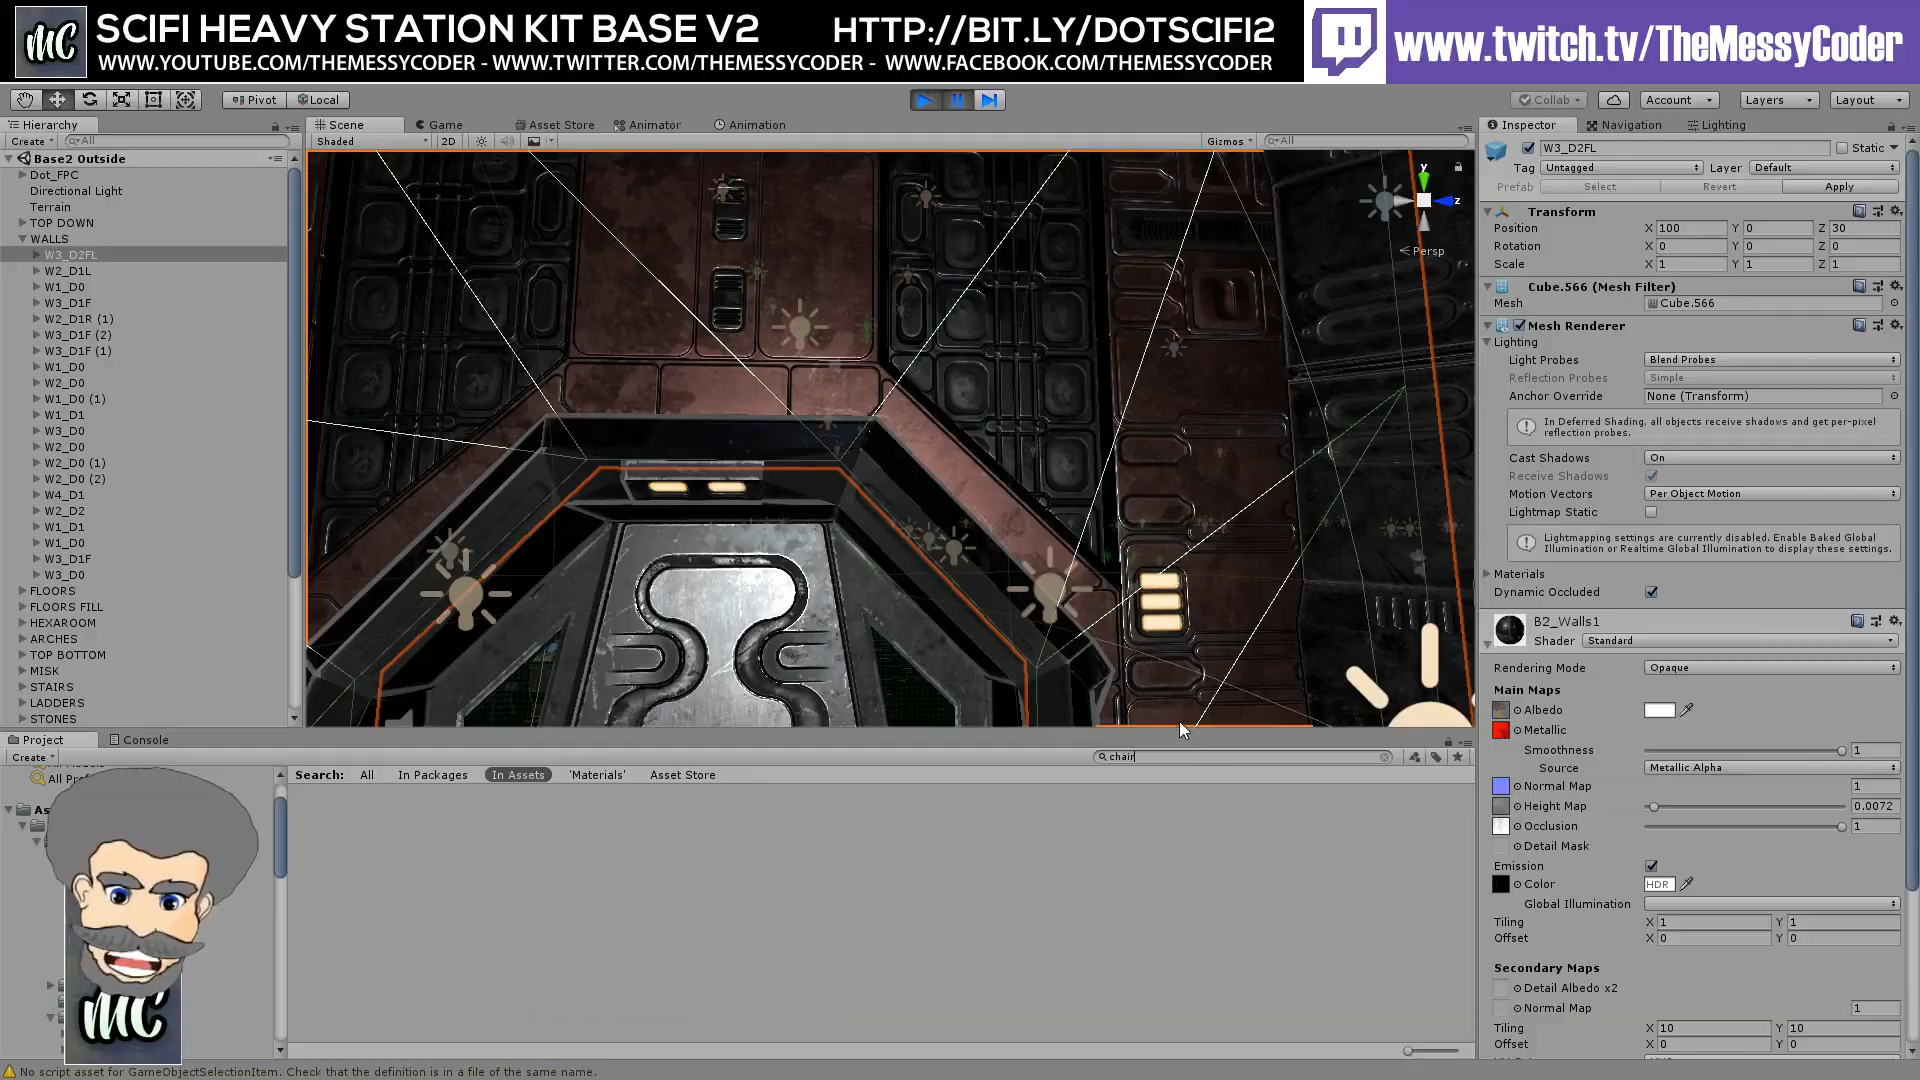 MC
SCIFI HEAVY STATION KIT BASE V2
HTTP://BIT.LY/DOTSCIFI2
WWW.YOUTUBE.COM/THEMESSYCODER - WWW.TWITTER.COM/THEMESSYCODER - WWW.FACEBOOK.COM/THEMESSYCODER
www.twitch.tv/TheMessyCoder
Pivot
Local
Collab
Account
Layers
Layout
Hierarchy
Create
All
Base2 Outside
Dot_FPC
Directional Light
Terrain
TOP DOWN
WALLS
W3_D2FL
W2_D1L
W1_D0
W3_D1F
W2_D1R (1)
W3_D1F (2)
W3_D1F (1)
W1_D0
W2_D0
W1_D0 (1)
W1_D1
W3_D0
W2_D0
W2_D0 (1)
W2_D0 (2)
W4_D1
W2_D2
W1_D1
W1_D0
W3_D1F
W3_D0
FLOORS
FLOORS FILL
HEXAROOM
ARCHES
TOP BOTTOM
MISK
STAIRS
LADDERS
STONES
Scene
Game
Asset Store
Animator
Animation
Shaded
2D
Gizmos
All
y
z
Persp
Inspector
Navigation
Lighting
W3_D2FL
Static
Tag
Untagged
Layer
Default
Prefab
Select
Revert
Apply
Transform
Position
X 100
Y 0
Z 30
Rotation
X 0
Y 0
Z 0
Scale
X 1
Y 1
Z 1
Cube.566 (Mesh Filter)
Mesh
Cube.566
Mesh Renderer
Lighting
Light Probes
Blend Probes
Reflection Probes
Simple
Anchor Override
None (Transform)
In Deferred Shading, all objects receive shadows and get per-pixel
reflection probes.
Cast Shadows
On
Receive Shadows
Motion Vectors
Per Object Motion
Lightmap Static
Lightmapping settings are currently disabled. Enable Baked Global
Illumination or Realtime Global Illumination to display these settings.
Materials
Dynamic Occluded
B2_Walls1
Shader
Standard
Rendering Mode
Opaque
Main Maps
Albedo
Metallic
Smoothness
1
Source
Metallic Alpha
Normal Map
1
Height Map
0.0072
Occlusion
1
Detail Mask
Emission
Color
HDR
Global Illumination
Tiling
X 1
Y 1
Offset
X 0
Y 0
Secondary Maps
Detail Albedo x2
Normal Map
1
Tiling
X 10
Y 10
Offset
X 0
Y 0
Project
Console
Create
chair
Search:
All
In Packages
In Assets
'Materials'
Asset Store
MC
No script asset for GameObjectSelectionItem. Check that the definition is in a file of the same name.